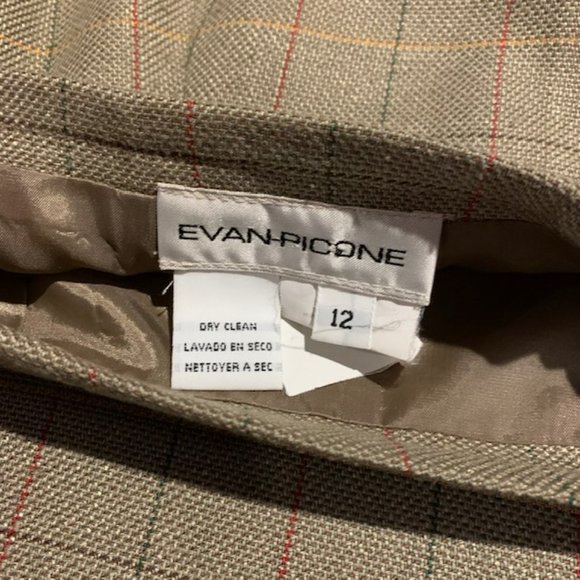 EVAN-PICONE
12
DRY CLEAN
LAVADO EN SECO
NETTOYER A SEC